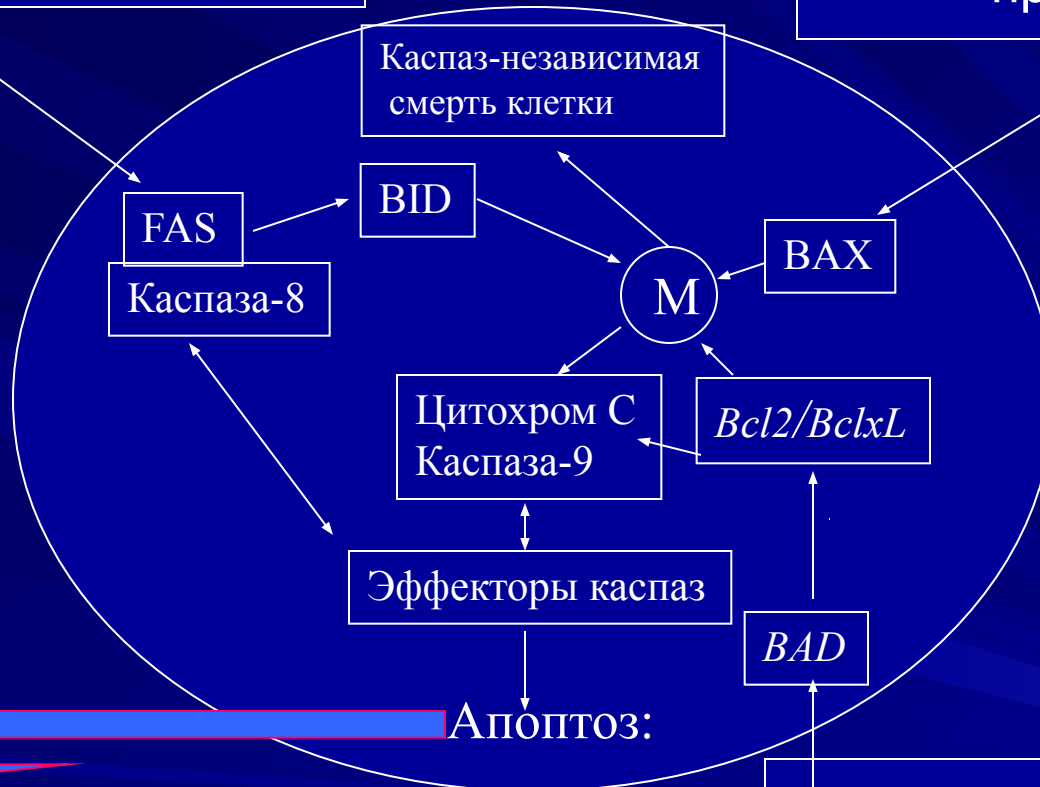 Каспаз-независимая
смерть клетки
BID
FAS
BAX
Каспаза-8
М
Цитохром С
Каспаза-9
Bcl2/BclxL
Эффекторы каспаз
BAD
Апоптоз: